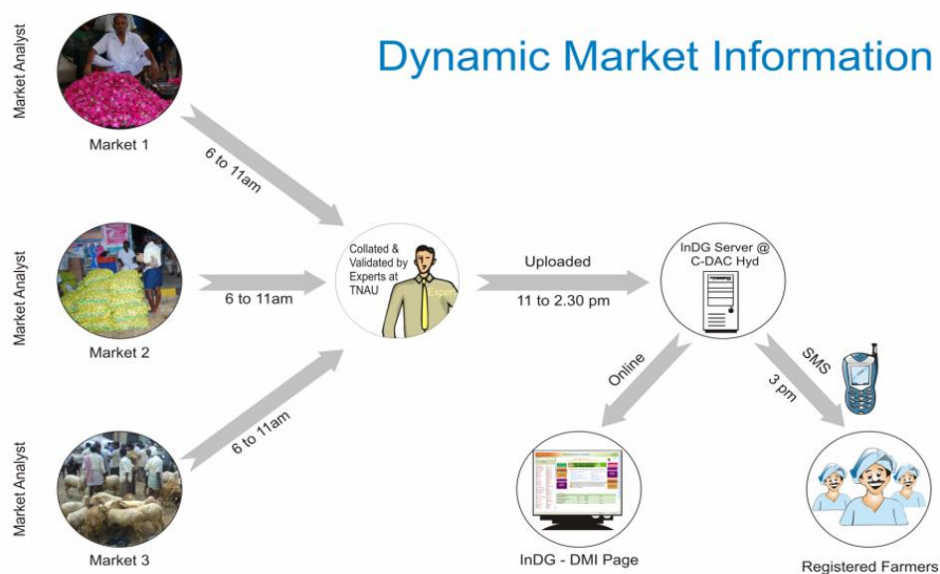 Dynamic Market Information
Market Analyst
Market 1
6 to 11am
Market Analyst
Market 2
6 to 11am
Market Analyst
Market 3
6 to 11am
Collated &
Validated by
Experts at
TNAU
Expert
Uploaded
11 to 2.30 pm
InDG Server @
C-DAC Hyd
Online
SMS
3 pm
InDG - DMI Page
Registered Farmers